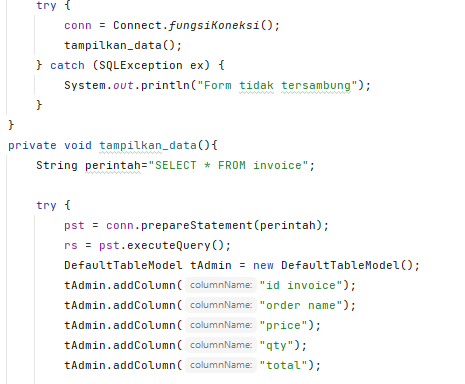 try {
conn = Connect.fungsiKoneksi();
tampilkan_data();
} catch (SQLException ex) {
System.out.println("Form tidak tersambung");
}
}
private void tampilkan_data(){
String perintah="SELECT * FROM invoice";
try {
pst = conn.prepareStatement(perintah);
rs = pst.executeQuery();
DefaultTableModel tAdmin = new DefaultTableModel();
tAdmin.addColumn( columnName: "id invoice");
tAdmin.addColumn( columnName: "order name");
tAdmin.addColumn( columnName: "price");
tAdmin.addColumn( columnName: "qty");
tAdmin.addColumn( columnName: "total");